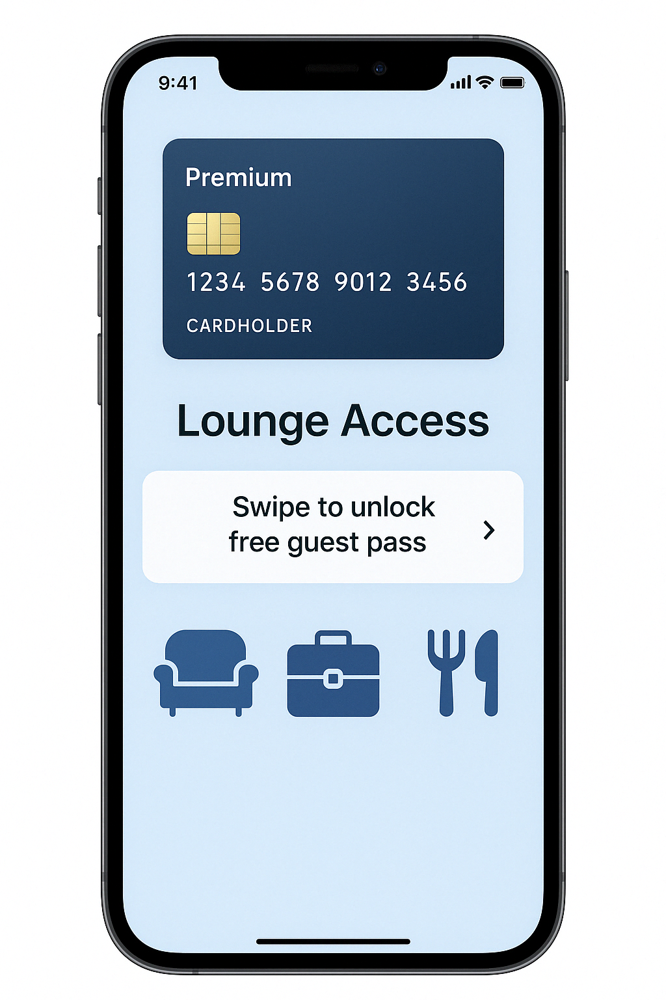 9:41
Premium
1234 5678 9012 3456
CARDHOLDER
Lounge Access
Swipe to unlock
free guest pass